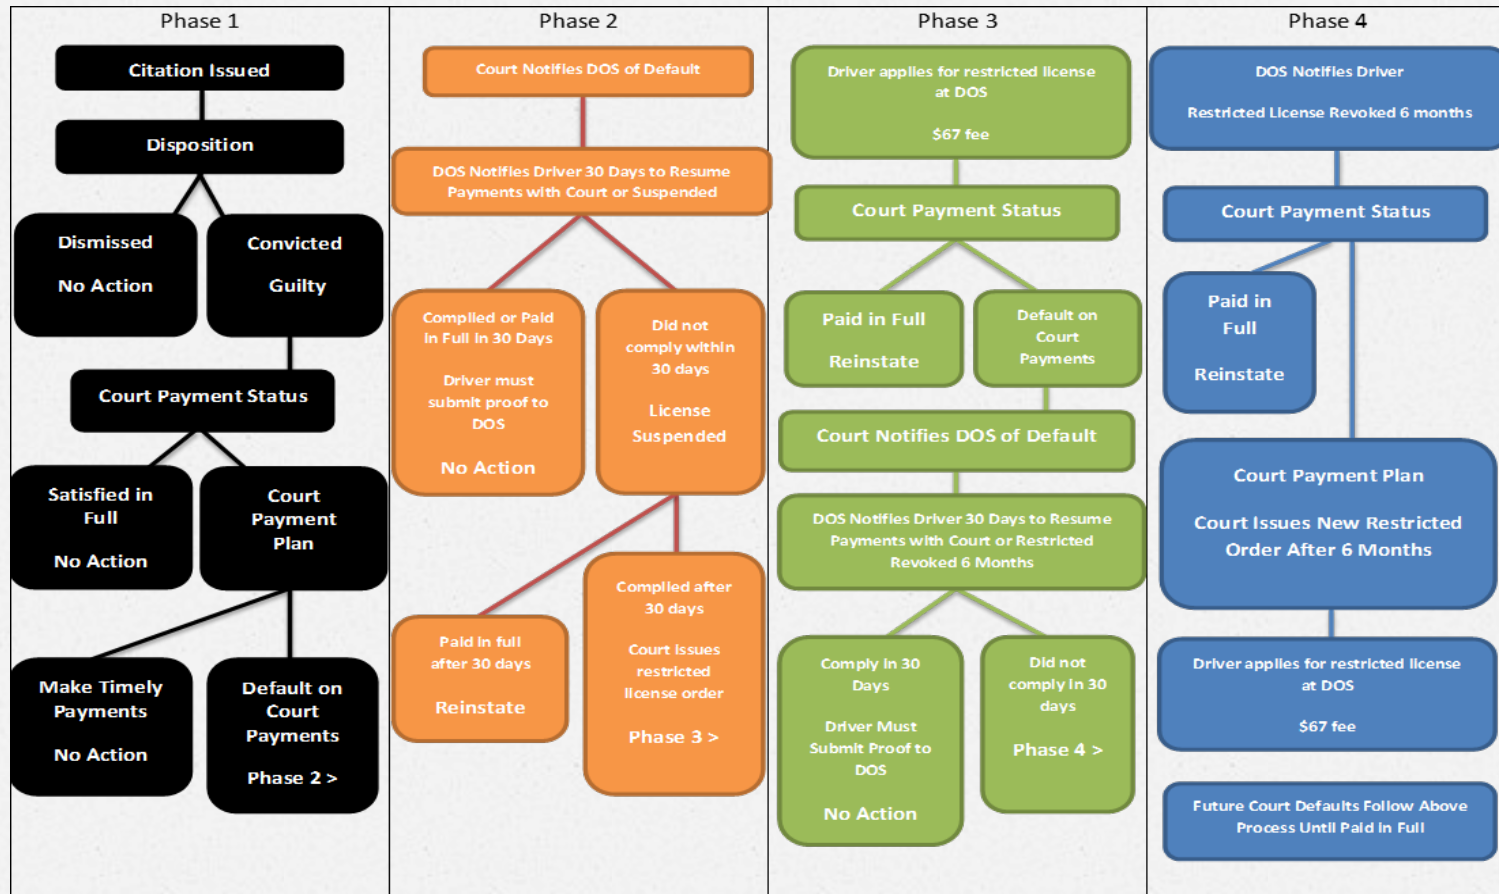 Phase 1
Citation Issued
Disposition
Dismissed
No Action
Convicted
Guilty
Court Payment Status
Satisfied in
Full
No Action
Court
Payment
Plan
Make Timely
Payments
No Action
Default on
Court
Payments
Phase 2 >
Phase 2
Court Notifies DOS of Default
DOS Notifies Driver 30 Days to Resume
Payments with Court or Suspended
Complied or Paid
in Full in 30 Days
Driver must
submit proof to
DOS
No Action
Did not
comply within
30 days
License
Suspended
Paid in full
after 30 days
Reinstate
Complied after
30 days
Court issues
restricted
license order
Phase 3 >
Phase 3
Driver applies for restricted license
at DOS
$67 fee
Court Payment Status
Paid in Full
Reinstate
Default on
Court
Payments
Court Notifies DOS of Default
DOS Notifies Driver 30 Days to Resume
Payments with Court or Restricted
Revoked 6 Months
Comply in 30
Days
Driver Must
Submit Proof to
DOS
No Action
Did not
comply in 30
days
Phase 4 >
Phase 4
DOS Notifies Driver
Restricted License Revoked 6 months
Court Payment Status
Paid in
Full
Reinstate
Court Payment Plan
Court Issues New Restricted
Order After 6 Months
Driver applies for restricted license
at DOS
$67 fee
Future Court Defaults Follow Above
Process Until Paid in Full